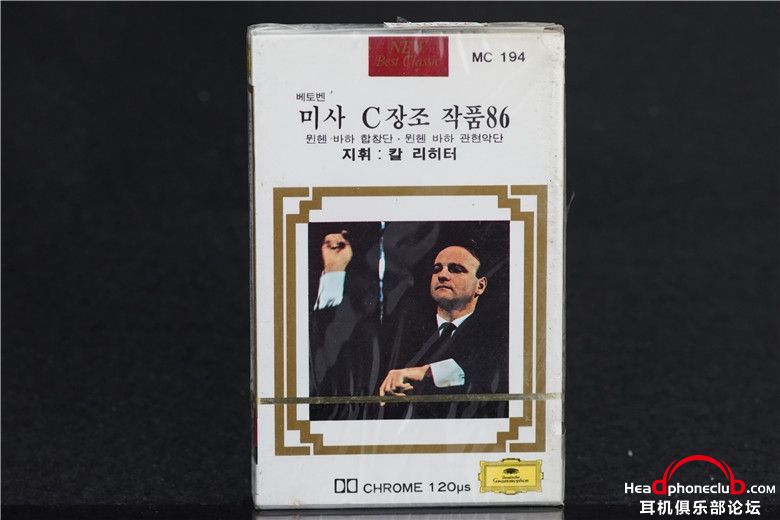 NEW
Best Classic
MC 194
베토벤
미사 C장조 작품86
뮌헨 바하 합창단 · 뮌헨 바하 관현악단
지휘 : 칼 리히터
CHROME 120μs
Deutsche
Grammophon
Headphoneclub.com
耳机俱乐部论坛